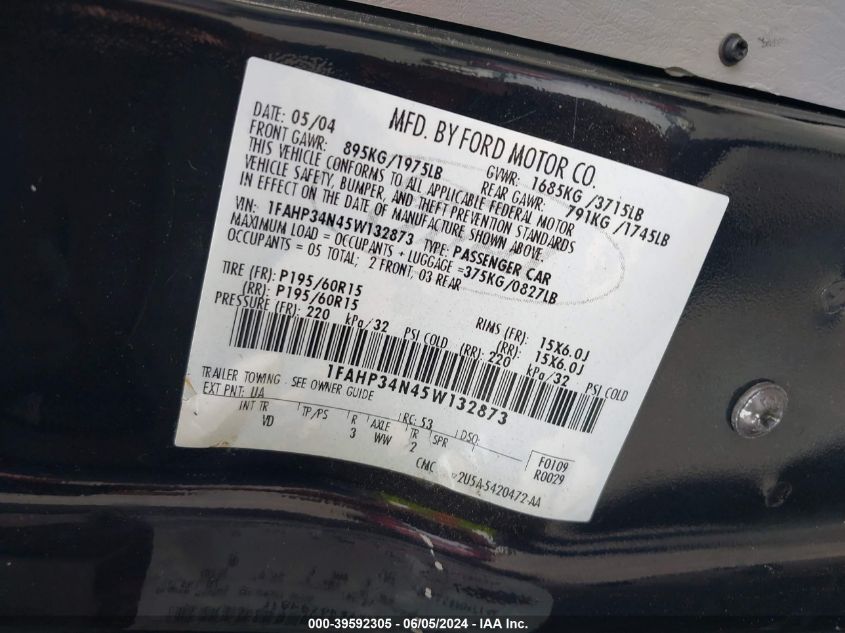 DATE: 05/04 MFD. BY FORD MOTOR CO.
FRONT GAWR: 895KG/1975LB GVWR: 1685KG /3715LB
REAR GAWR: 791KG /1745LB
THIS VEHICLE CONFORMS TO ALL APPLICABLE FEDERAL MOTOR
VEHICLE SAFETY, BUMPER, AND THEFT PREVENTION STANDARDS
IN EFFECT ON THE DATE OF MANUFACTURE SHOWN ABOVE.
VIN: 1FAHP34N45W132873 TYPE: PASSENGER CAR
MAXIMUM LOAD = OCCUPANTS + LUGGAGE =375KG/0827LB
OCCUPANTS = 05 TOTAL; 2 FRONT, 03 REAR
TIRE (FR): P195/60R15 RIMS (FR): 15X6.0J
(RR): P195/60R15 (RR): 15X6.0J
PRESSURE (FR): 220 kPa/32 PSI COLD (RR): 220 kPa/32 PSI COLD
1FAHP34N45W132873
TRAILER TOWING - SEE OWNER GUIDE
EXT PNT: UA RC: 53 DSO:
INT TR TP/PS R AXLE TR SPR
VD 3 WW 2
F0109
R0029
CMC 2U5A-5420472-AA
000-39592305 - 06/05/2024 - IAA Inc.